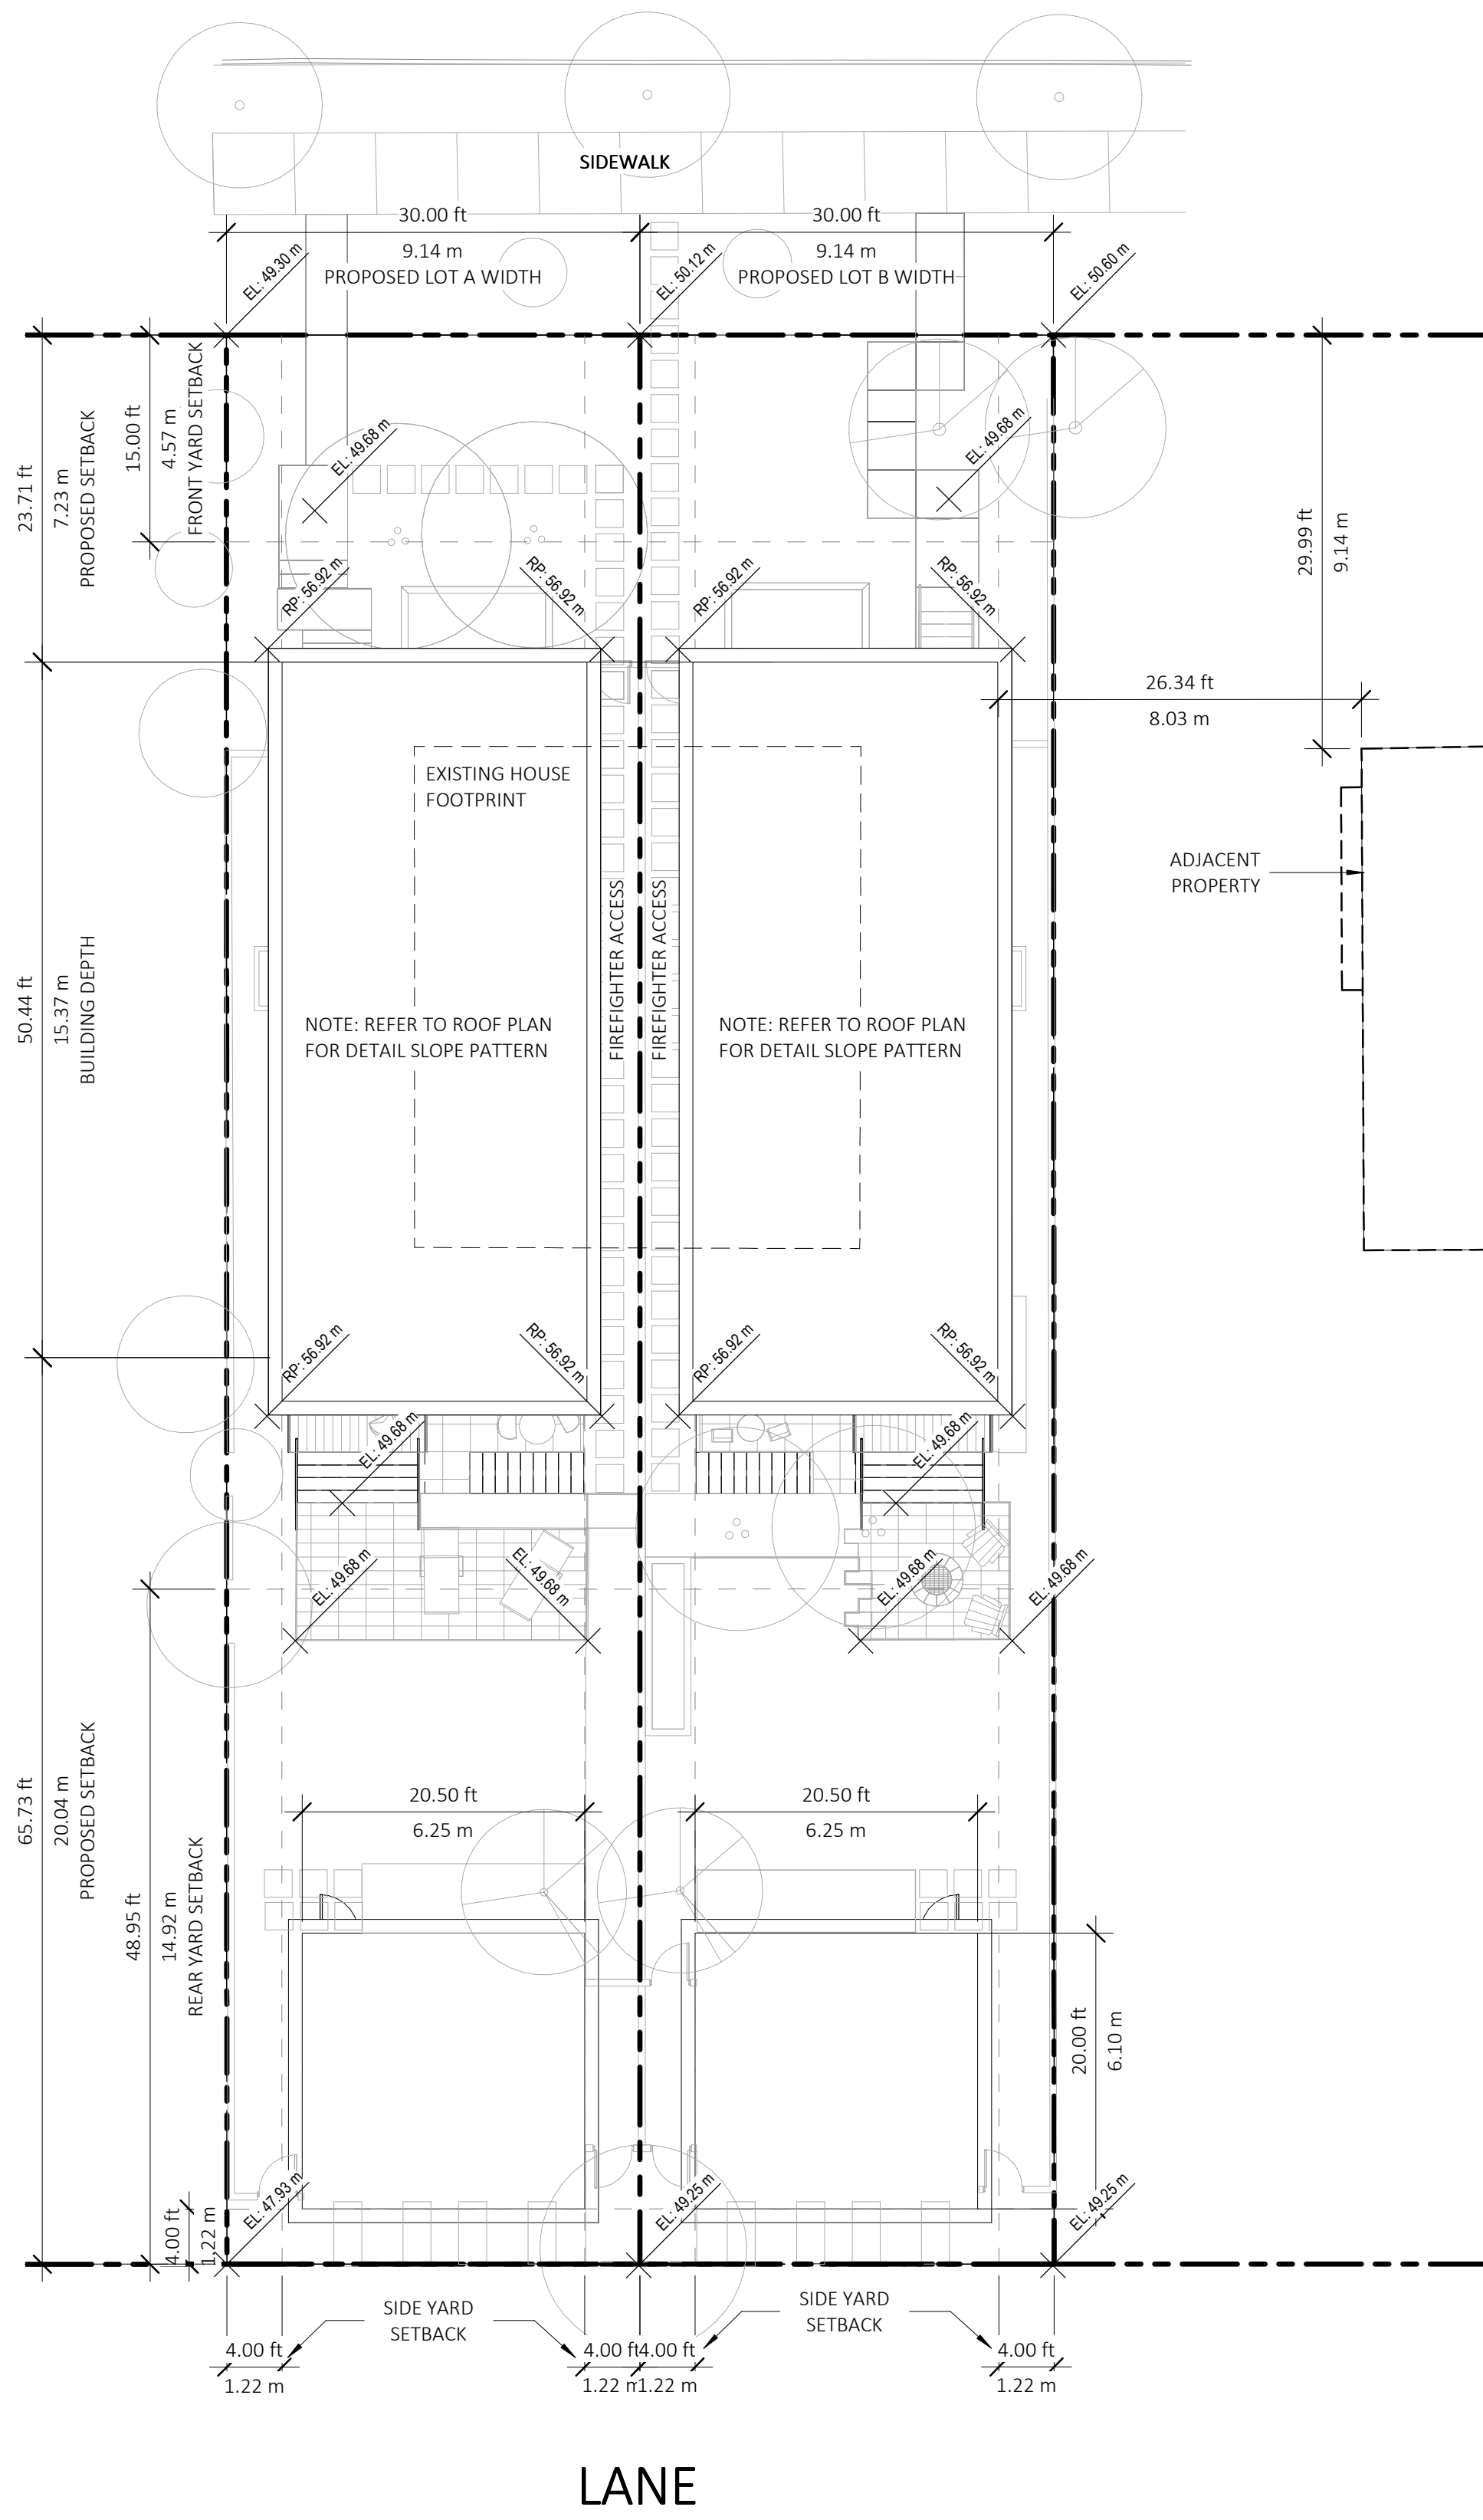 SIDEWALK
30.00 ft
30.00 ft
9.14 m
9.14 m
PROPOSED LOT A WIDTH
PROPOSED LOT B WIDTH
EL: 49.30 m
EL: 50.12 m
EL: 50.60 m
23.71 ft
7.23 m
PROPOSED SETBACK
15.00 ft
4.57 m
FRONT YARD SETBACK
EL: 49.68 m
EL: 49.68 m
29.99 ft
9.14 m
RP: 56.92 m
RP: 56.92 m
RP: 56.92 m
RP: 56.92 m
26.34 ft
8.03 m
EXISTING HOUSE
FOOTPRINT
ADJACENT
PROPERTY
FIREFIGHTER ACCESS
FIREFIGHTER ACCESS
50.44 ft
15.37 m
BUILDING DEPTH
NOTE: REFER TO ROOF PLAN
FOR DETAIL SLOPE PATTERN
NOTE: REFER TO ROOF PLAN
FOR DETAIL SLOPE PATTERN
RP: 56.92 m
RP: 56.92 m
RP: 56.92 m
RP: 56.92 m
EL: 49.68 m
EL: 49.68 m
EL: 49.68 m
EL: 49.68 m
EL: 49.68 m
EL: 49.68 m
65.73 ft
20.04 m
PROPOSED SETBACK
48.95 ft
14.92 m
REAR YARD SETBACK
20.50 ft
6.25 m
20.50 ft
6.25 m
20.00 ft
6.10 m
4.00 ft
1.22 m
EL: 47.93 m
EL: 49.25 m
EL: 49.25 m
SIDE YARD
SETBACK
SIDE YARD
SETBACK
4.00 ft
1.22 m
4.00 ft
1.22 m
4.00 ft
1.22 m
4.00 ft
1.22 m
LANE